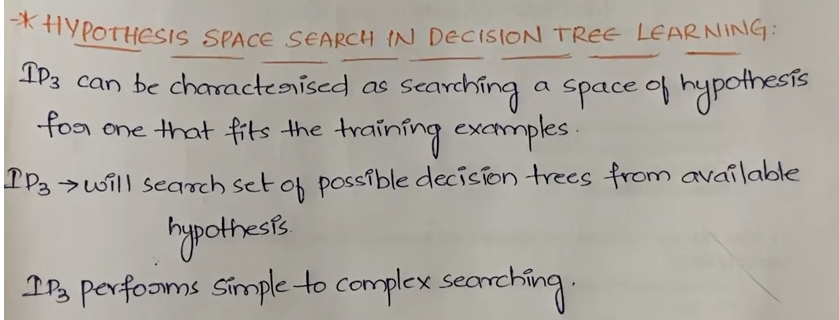 * HYPOTHESIS SPACE SEARCH IN DECISION TREE LEARNING:
ID3 can be characterised as searching a space of hypothesis
for one that fits the training examples.
ID3 → will search set of possible decision trees from available
hypothesis.
ID3 performs simple to complex searching.